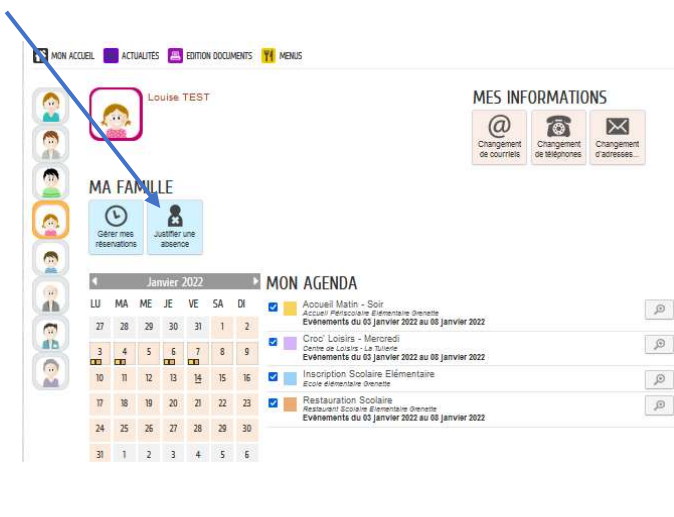 MON ACCUEIL ACTUALITÉS EDITION DOCUMENTS MENUS
Louise TEST
MES INFORMATIONS
Changement de courriels
Changement de téléphones
Changement d'adresses...
MA FAMILLE
Gérer mes réservations
Justifier une absence
Janvier 2022
LU MA ME JE VE SA DI
27 28 29 30 31 1 2
3 4 5 6 7 8 9
10 11 12 13 14 15 16
17 18 19 20 21 22 23
24 25 26 27 28 29 30
31 1 2 3 4 5 6
MON AGENDA
Accueil Matin - Soir
Accueil Périscolaire Elémentaire Grenette
Evènements du 03 janvier 2022 au 08 janvier 2022
Croc' Loisirs - Mercredi
Centre de Loisirs - La Tuilerie
Evènements du 03 janvier 2022 au 08 janvier 2022
Inscription Scolaire Elémentaire
Ecole élémentaire Grenette
Restauration Scolaire
Restaurant Scolaire Elémentaire Grenette
Evènements du 03 janvier 2022 au 08 janvier 2022